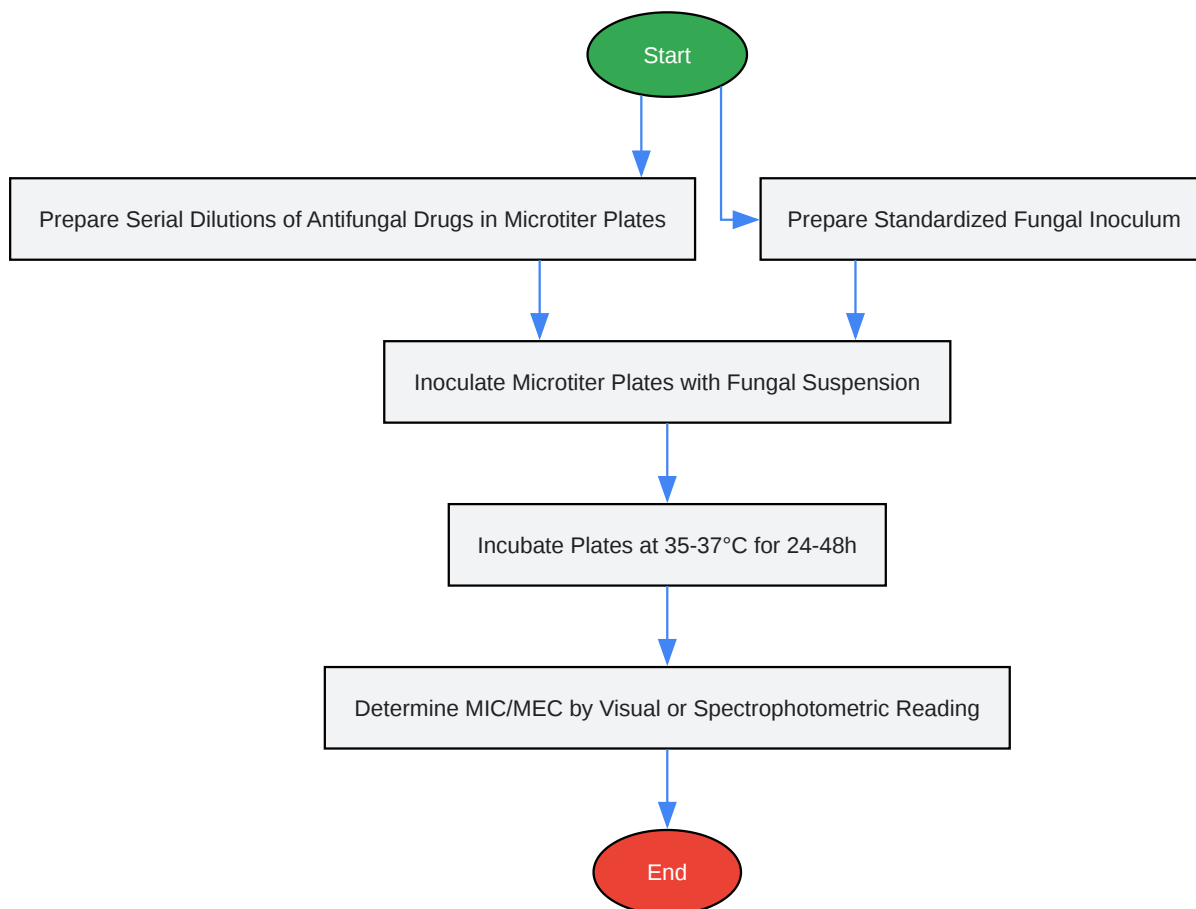 Start
Prepare Serial Dilutions of Antifungal Drugs in Microtiter Plates
Prepare Standardized Fungal Inoculum
Inoculate Microtiter Plates with Fungal Suspension
Incubate Plates at 35-37°C for 24-48h
Determine MIC/MEC by Visual or Spectrophotometric Reading
End